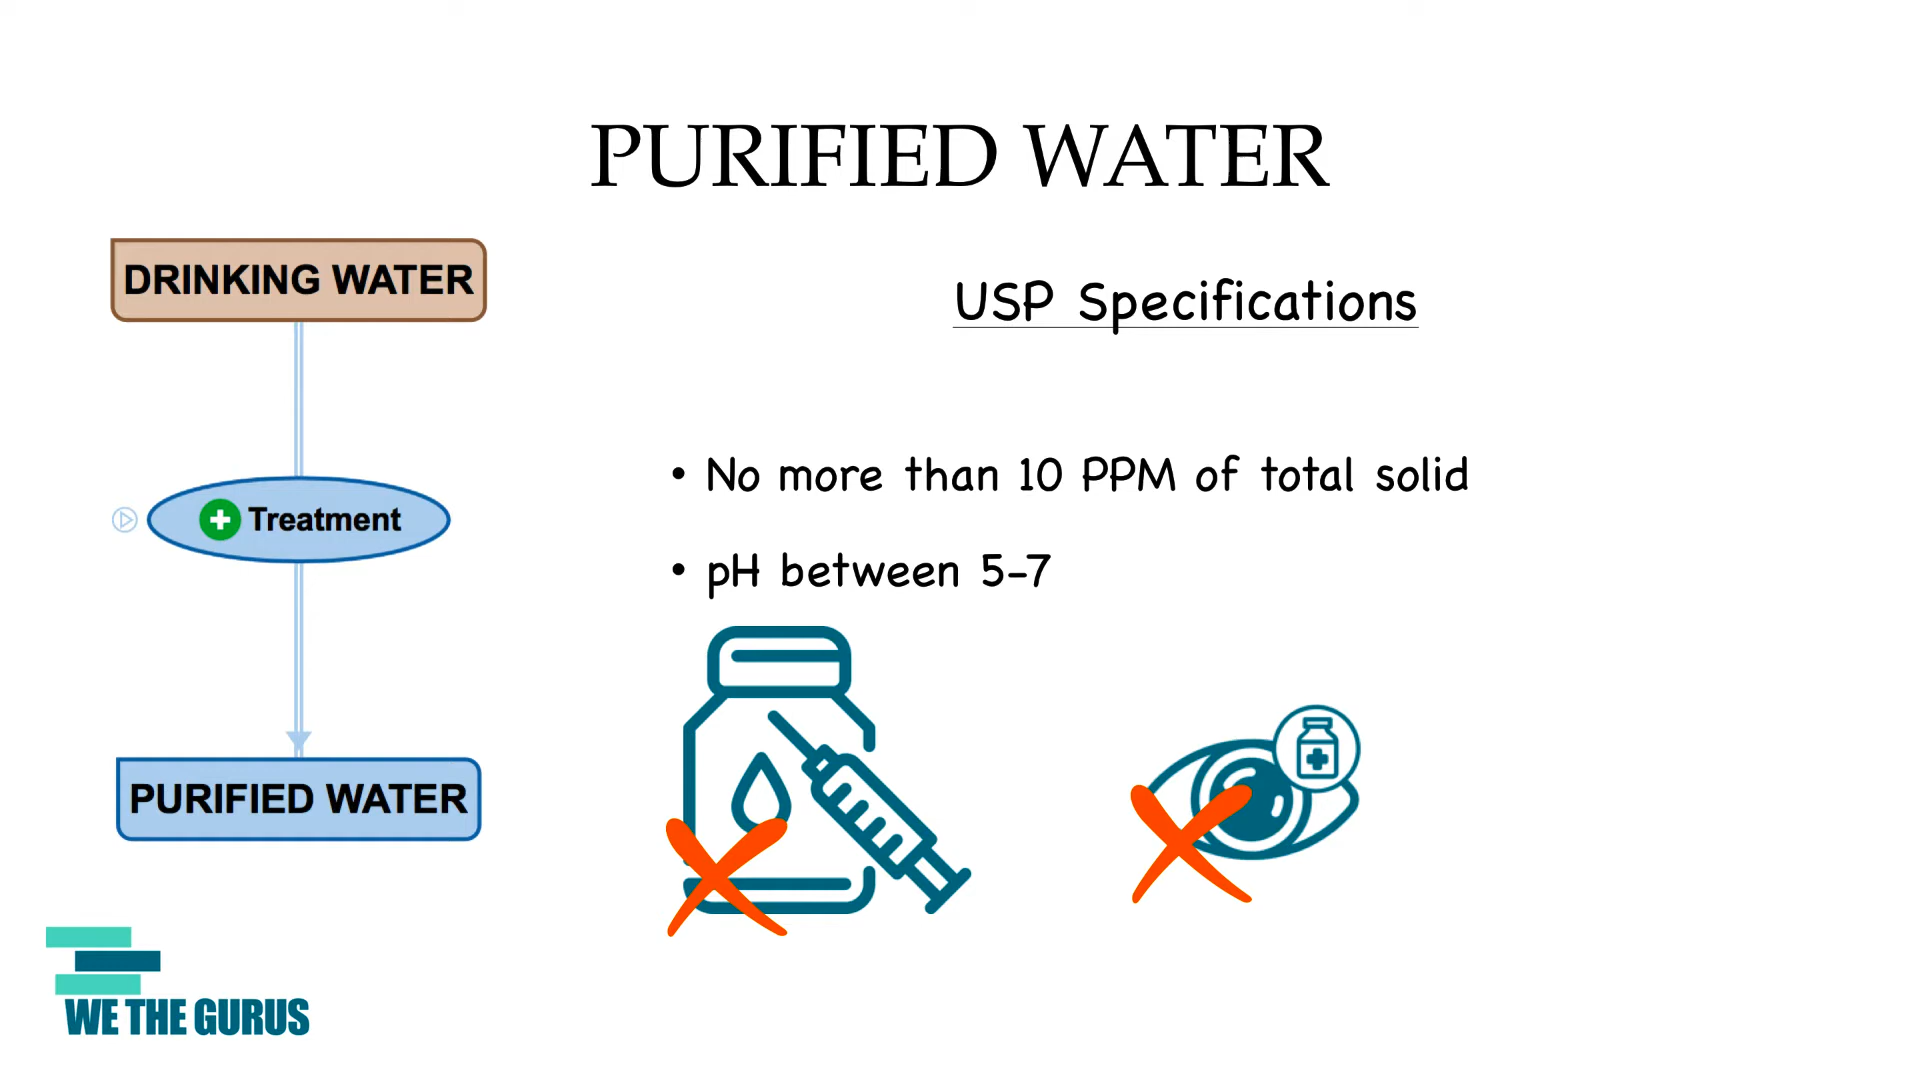 PURIFIED WATER
DRINKING WATER
Treatment
PURIFIED WATER
USP Specifications
• No more than 10 PPM of total solid
• pH between 5-7
WE THE GURUS